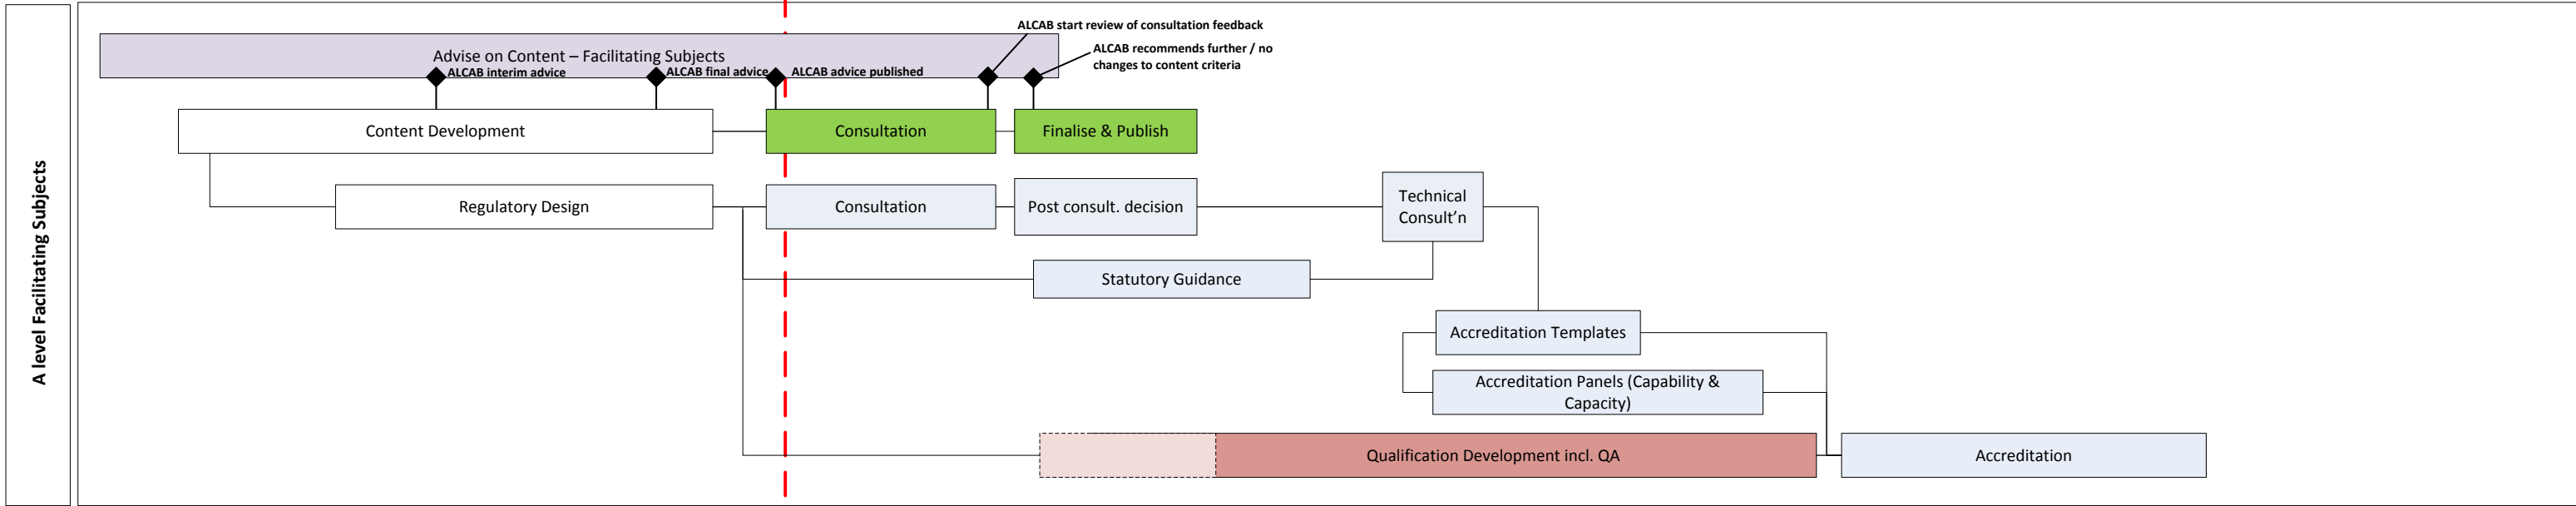 A level Facilitating Subjects
ALCAB start review of consultation feedback
Advise on Content – Facilitating Subjects
ALCAB recommends further / no
changes to content criteria
ALCAB interim advice
ALCAB final advice
ALCAB advice published
Content Development
Consultation
Finalise & Publish
Regulatory Design
Consultation
Post consult. decision
Technical
Consult’n
Statutory Guidance
Accreditation Templates
Accreditation Panels (Capability &
Capacity)
Qualification Development incl. QA
Accreditation